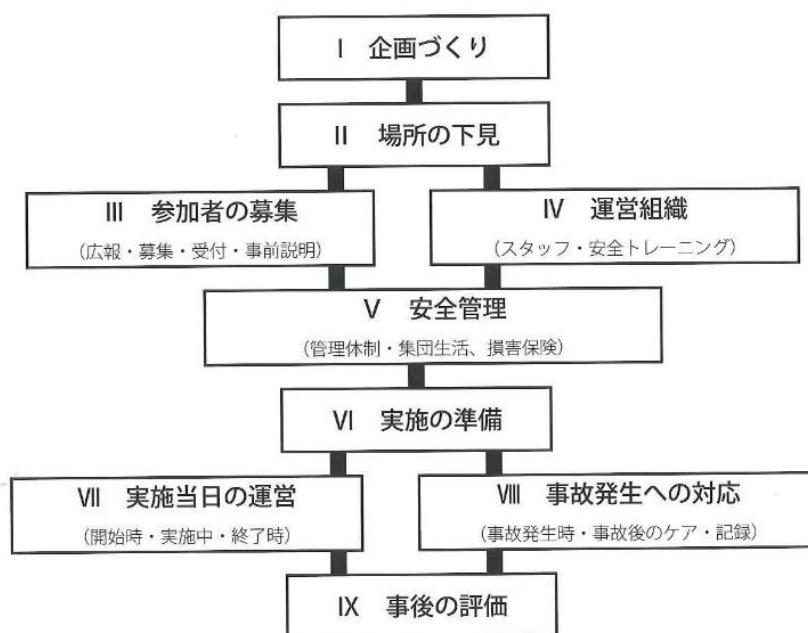 Ⅰ 企画づくり
Ⅱ 場所の下見
Ⅲ 参加者の募集
（広報・募集・受付・事前説明）
Ⅳ 運営組織
（スタッフ・安全トレーニング）
Ⅴ 安全管理
（管理体制・集団生活、損害保険）
Ⅵ 実施の準備
Ⅶ 実施当日の運営
（開始時・実施中・終了時）
Ⅷ 事故発生への対応
（事故発生時・事故後のケア・記録）
Ⅸ 事後の評価